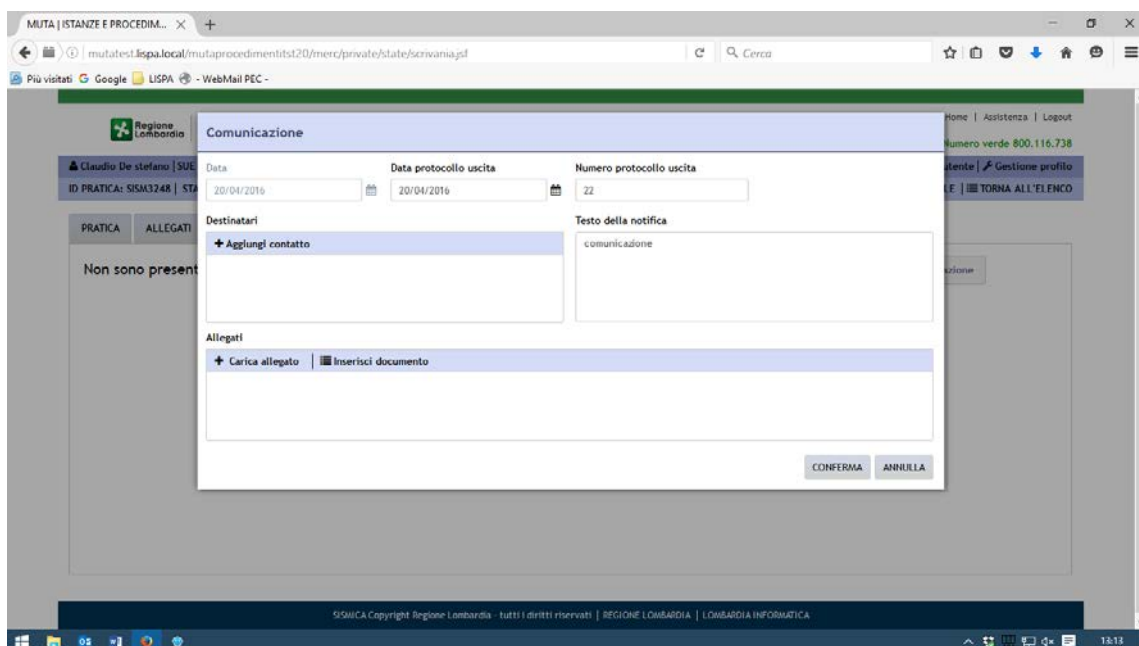 MUTA | ISTANZE E PROCEDIM...
mutatest.lispa.local/mutaprocedimentitst20/merc/private/state/scrivania.jsf
Cerca
Più visitati Google LISPA - WebMail PEC -
Regione Lombardia
Home | Assistenza | Logout
Numero verde 800.116.738
Comunicazione
Claudio De stefano | SUE
utente | Gestione profilo
ID PRATICA: SISM3248 | STA
LE | TORNA ALL'ELENCO
Data Data protocollo uscita Numero protocollo uscita
20/04/2016 20/04/2016 22
PRATICA ALLEGATI
Destinatari Testo della notifica
+ Aggiungi contatto
comunicazione
Non sono present
azione
Allegati
+ Carica allegato | Inserisci documento
CONFERMA ANNULLA
SISMICA Copyright Regione Lombardia - tutti i diritti riservati | REGIONE LOMBARDIA | LOMBARDIA INFORMATICA
13:13